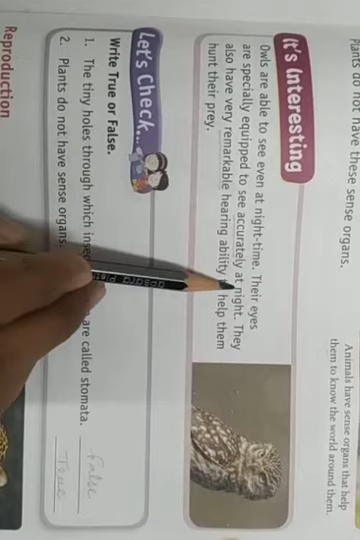 Plants do not have these sense organs.
Animals have sense organs that help
them to know the world around them.
It's Interesting
Owls are able to see even at night-time. Their eyes
are specially equipped to see accurately at night. They
also have very remarkable hearing ability help them
hunt their prey.
Let's Check...
Write True or False.
1. The tiny holes through which are called stomata. False
2. Plants do not have sense organs. True
Reproduction
apsara